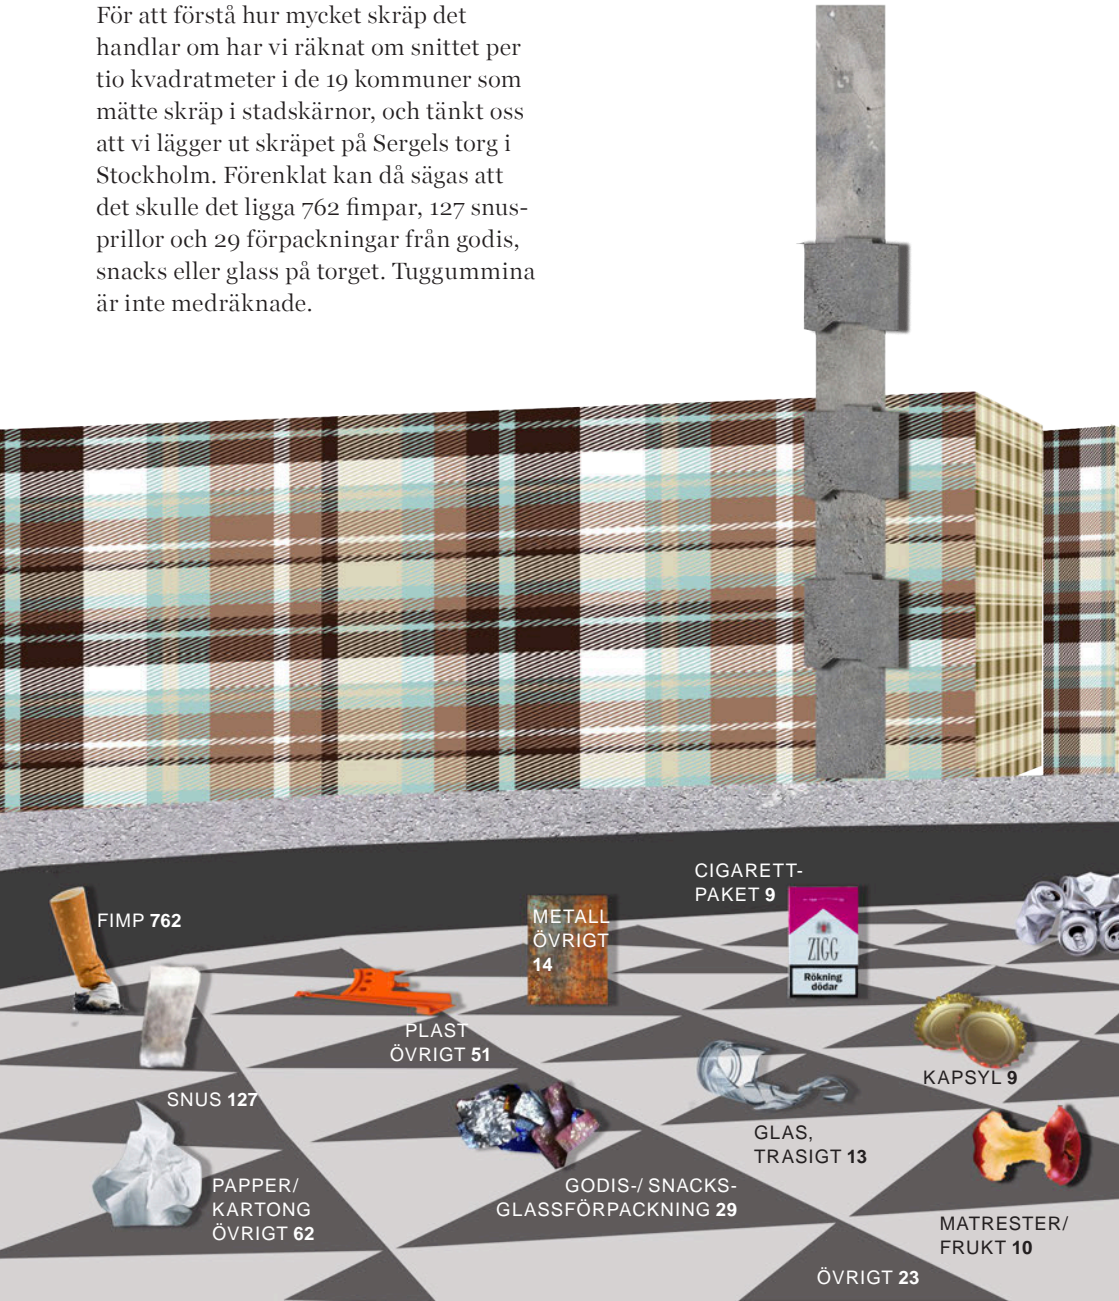 För att förstå hur mycket skräp det
handlar om har vi räknat om snittet per
tio kvadratmeter i de 19 kommuner som
mätte skräp i stadskärnor, och tänkt oss
att vi lägger ut skräpet på Sergels torg i
Stockholm. Förenklat kan då sägas att
det skulle det ligga 762 fimpar, 127 snus-
prillor och 29 förpackningar från godis,
snacks eller glass på torget. Tuggummina
är inte medräknade.
FIMP 762
METALL
ÖVRIGT
14
CIGARETT-
PAKET 9
ZIGG
Rökning
dödar
PLAST
ÖVRIGT 51
KAPSYL 9
SNUS 127
GLAS,
TRASIGT 13
PAPPER/
KARTONG
ÖVRIGT 62
GODIS-/ SNACKS-
GLASSFÖRPACKNING 29
MATRESTER/
FRUKT 10
ÖVRIGT 23